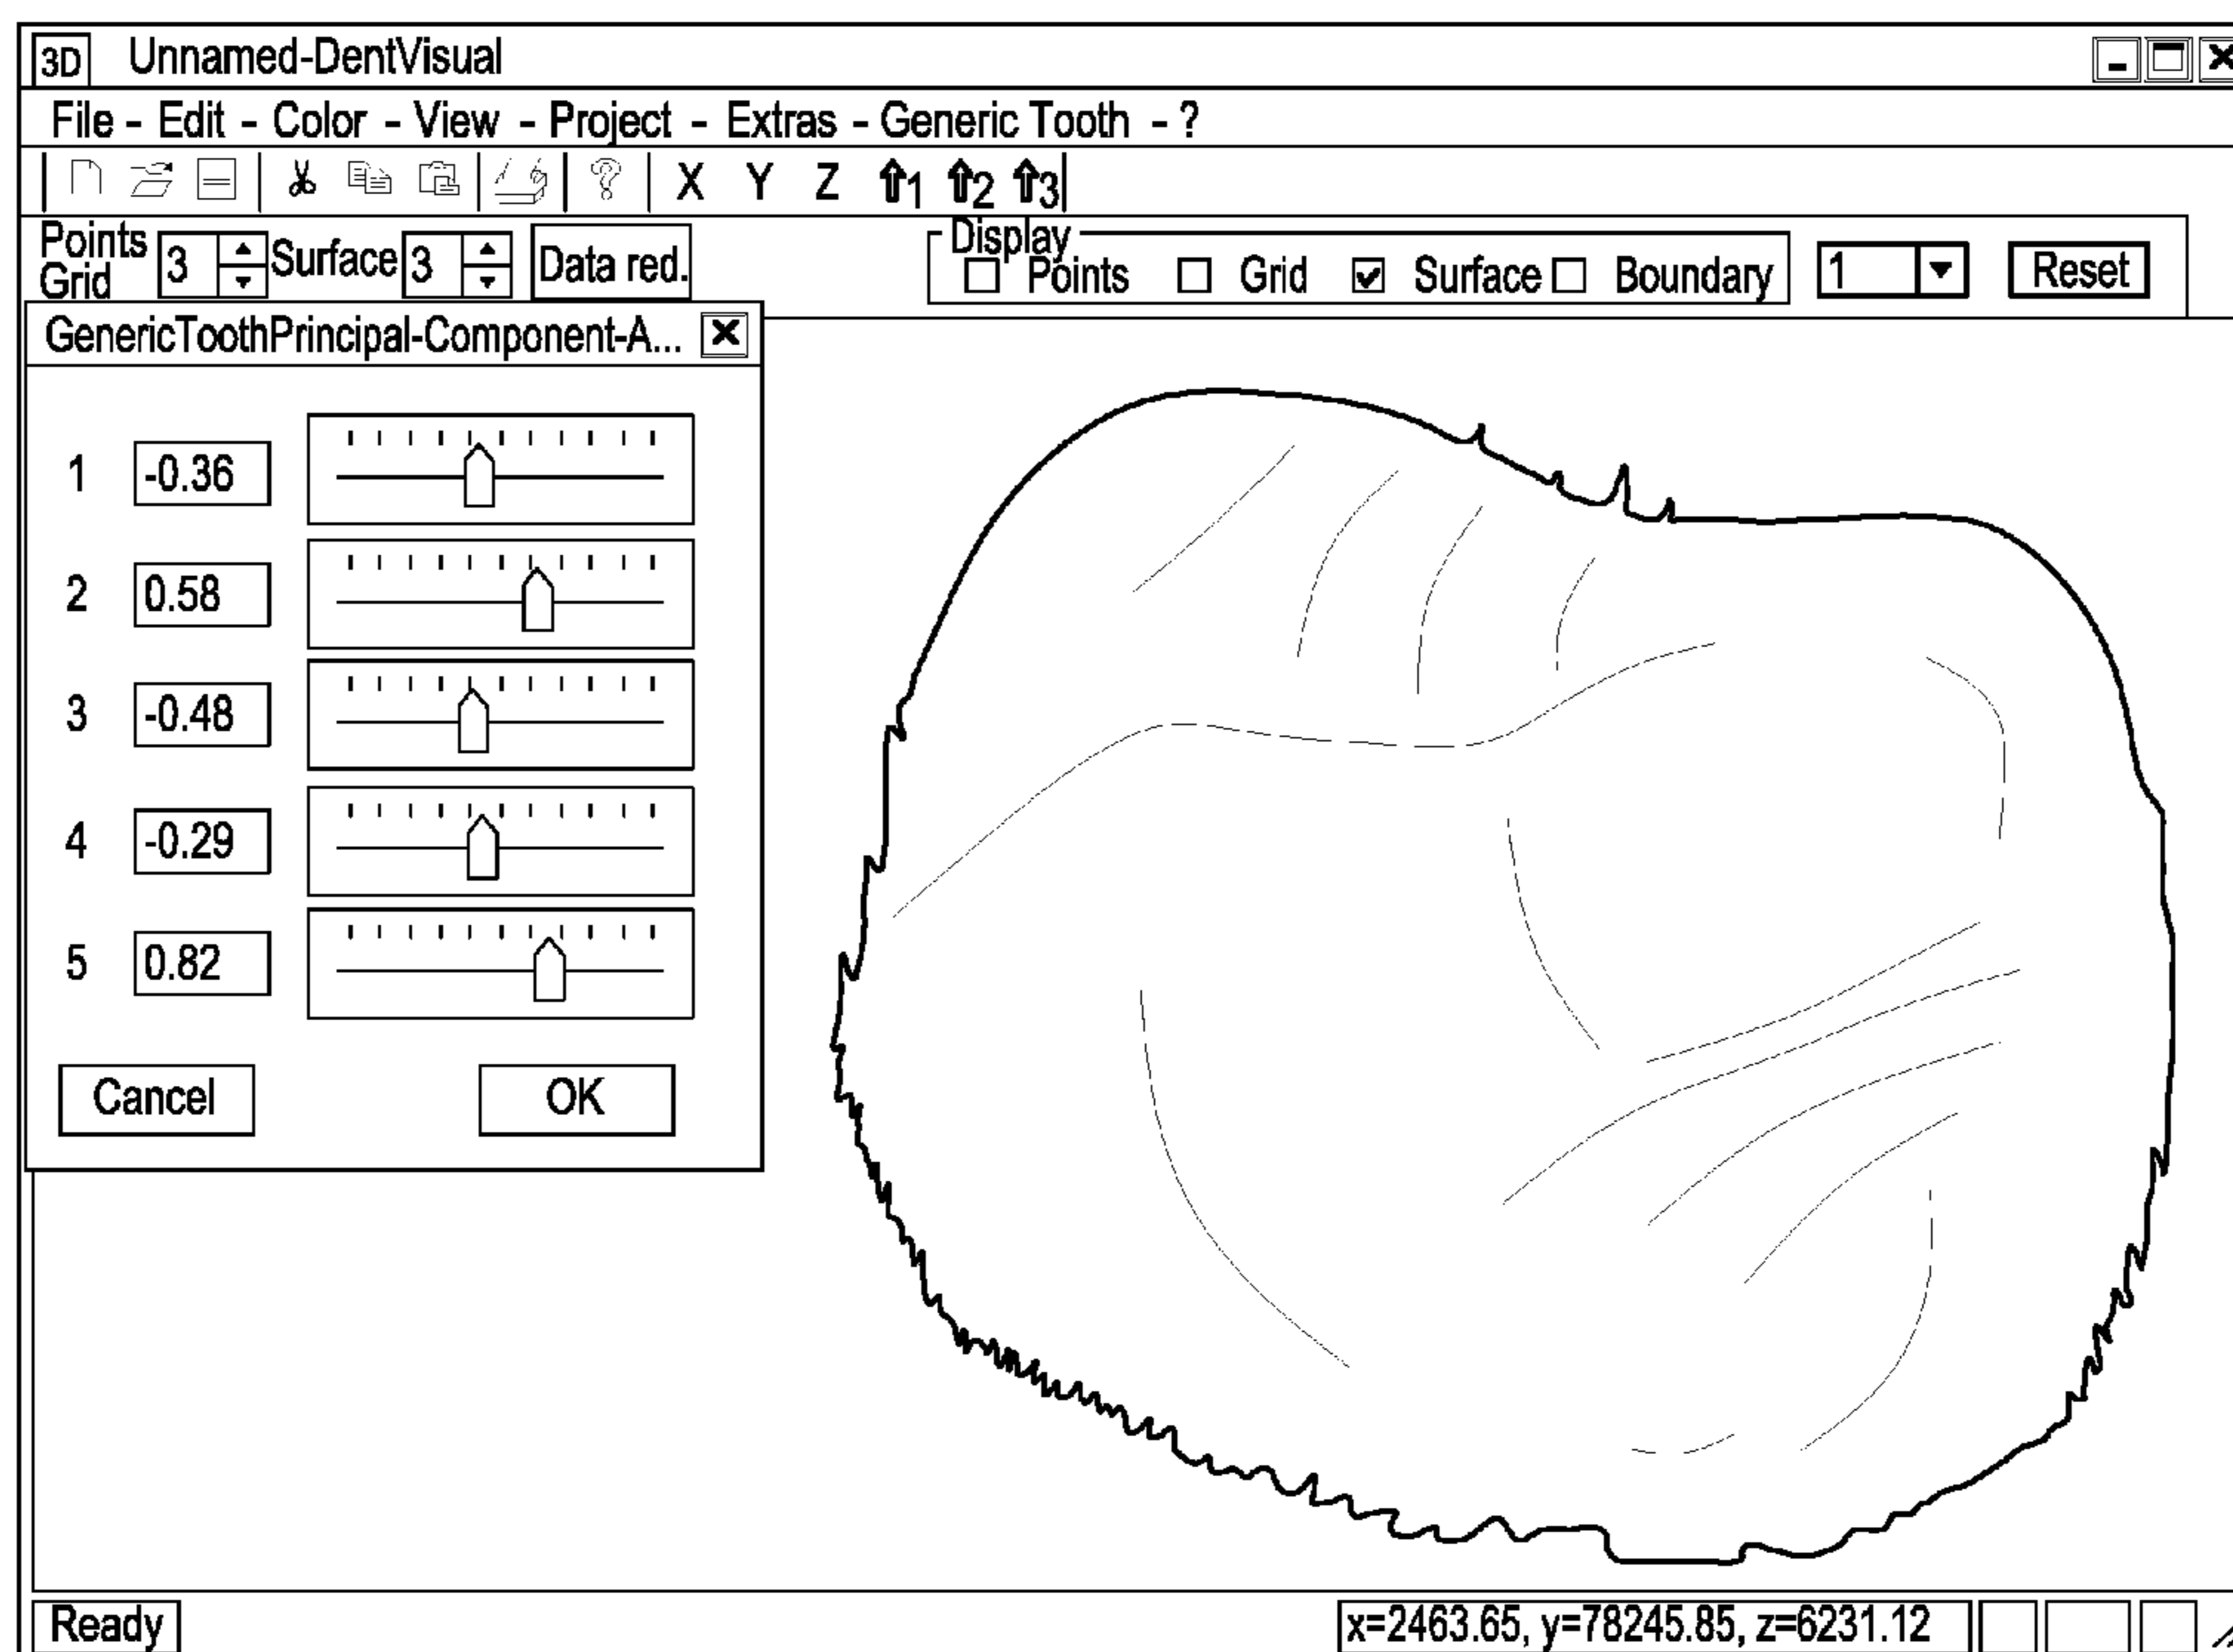 3D Unnamed-DentVisual
File - Edit - Color - View - Project - Extras - Generic Tooth - ?
? X Y Z 1 2 3
Points Grid 3 Surface 3 Data red.
Display
Points Grid Surface Boundary 1 Reset
GenericToothPrincipal-Component-A...
1 -0.36
2 0.58
3 -0.48
4 -0.29
5 0.82
Cancel OK
Ready x=2463.65, y=78245.85, z=6231.12